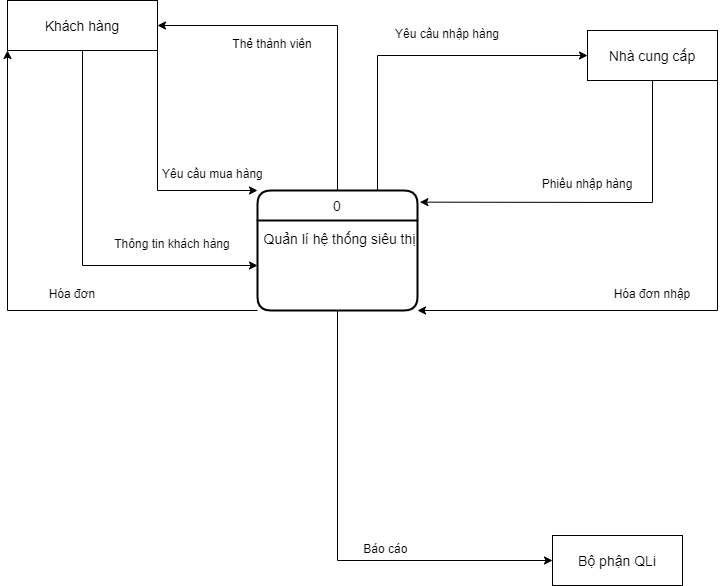 Khách hàng
Thẻ thành viên
Yêu cầu nhập hàng
Nhà cung cấp
Yêu cầu mua hàng
Phiếu nhập hàng
0
Quản lí hệ thống siêu thị
Thông tin khách hàng
Hóa đơn
Hóa đơn nhập
Báo cáo
Bộ phận QLi